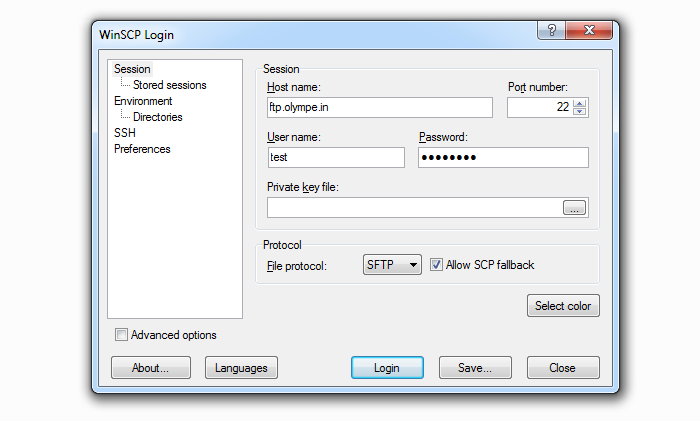 WinSCP Login
Session
Stored sessions
Environment
Directories
SSH
Preferences
Session
Host name:
Port number:
ftp.olympe.in
22
User name:
Password:
test
●●●●●●●●
Private key file:
...
Protocol
File protocol:
SFTP
Allow SCP fallback
Select color
Advanced options
About...
Languages
Login
Save...
Close